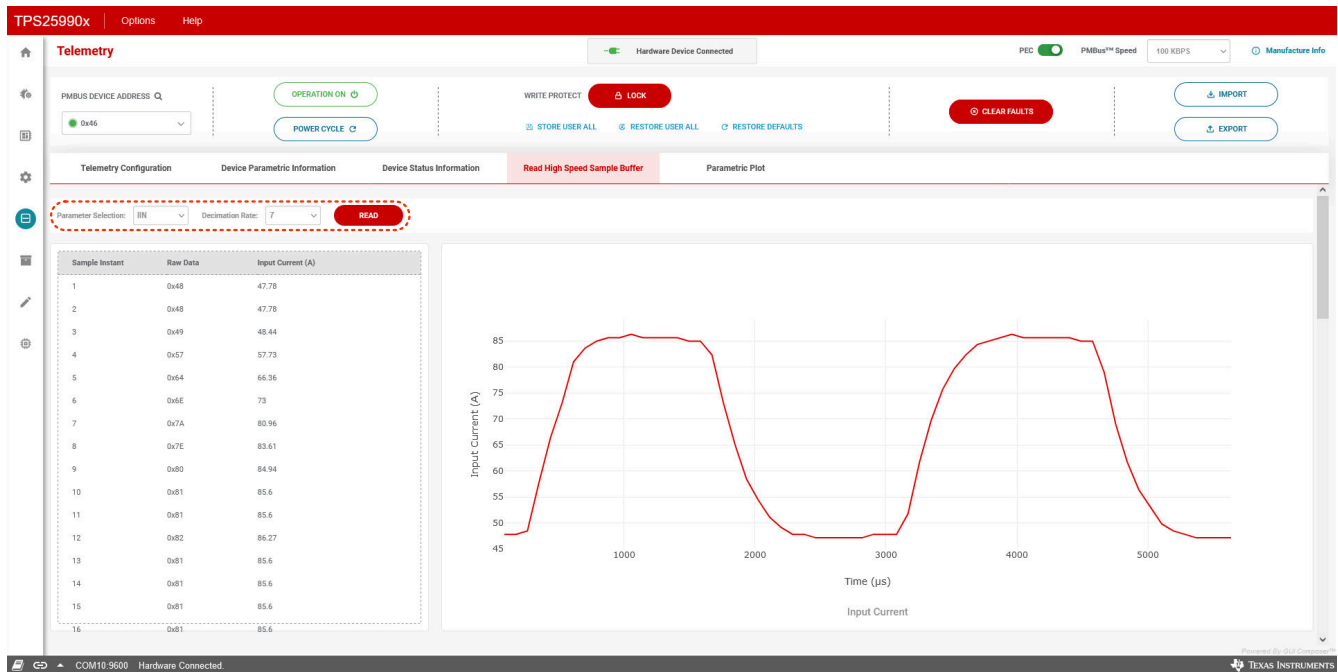 TPS25990x Options Help
Telemetry Hardware Device Connected PEC PMBus™ Speed 100 KBPS Manufacture Info
PMBUS DEVICE ADDRESS OPERATION ON WRITE PROTECT LOCK CLEAR FAULTS IMPORT
0x46 POWER CYCLE STORE USER ALL RESTORE USER ALL RESTORE DEFAULTS EXPORT
Telemetry Configuration Device Parametric Information Device Status Information Read High Speed Sample Buffer Parametric Plot
Parameter Selection: IIN Decimation Rate: 7 READ
Sample Instant Raw Data Input Current (A)
1 0x48 47.78
2 0x48 47.78
3 0x49 48.44
4 0x57 57.73
5 0x64 66.36
6 0x6E 73
7 0x7A 80.96
8 0x7E 83.61
9 0x80 84.94
10 0x81 85.6
11 0x81 85.6
12 0x82 86.27
13 0x81 85.6
14 0x81 85.6
15 0x81 85.6
16 0x81 85.6
Input Current (A)
85
80
75
70
65
60
55
50
45
1000 2000 3000 4000 5000
Time (µs)
Input Current
Powered By GUI Composer™
COM10:9600 Hardware Connected. TEXAS INSTRUMENTS